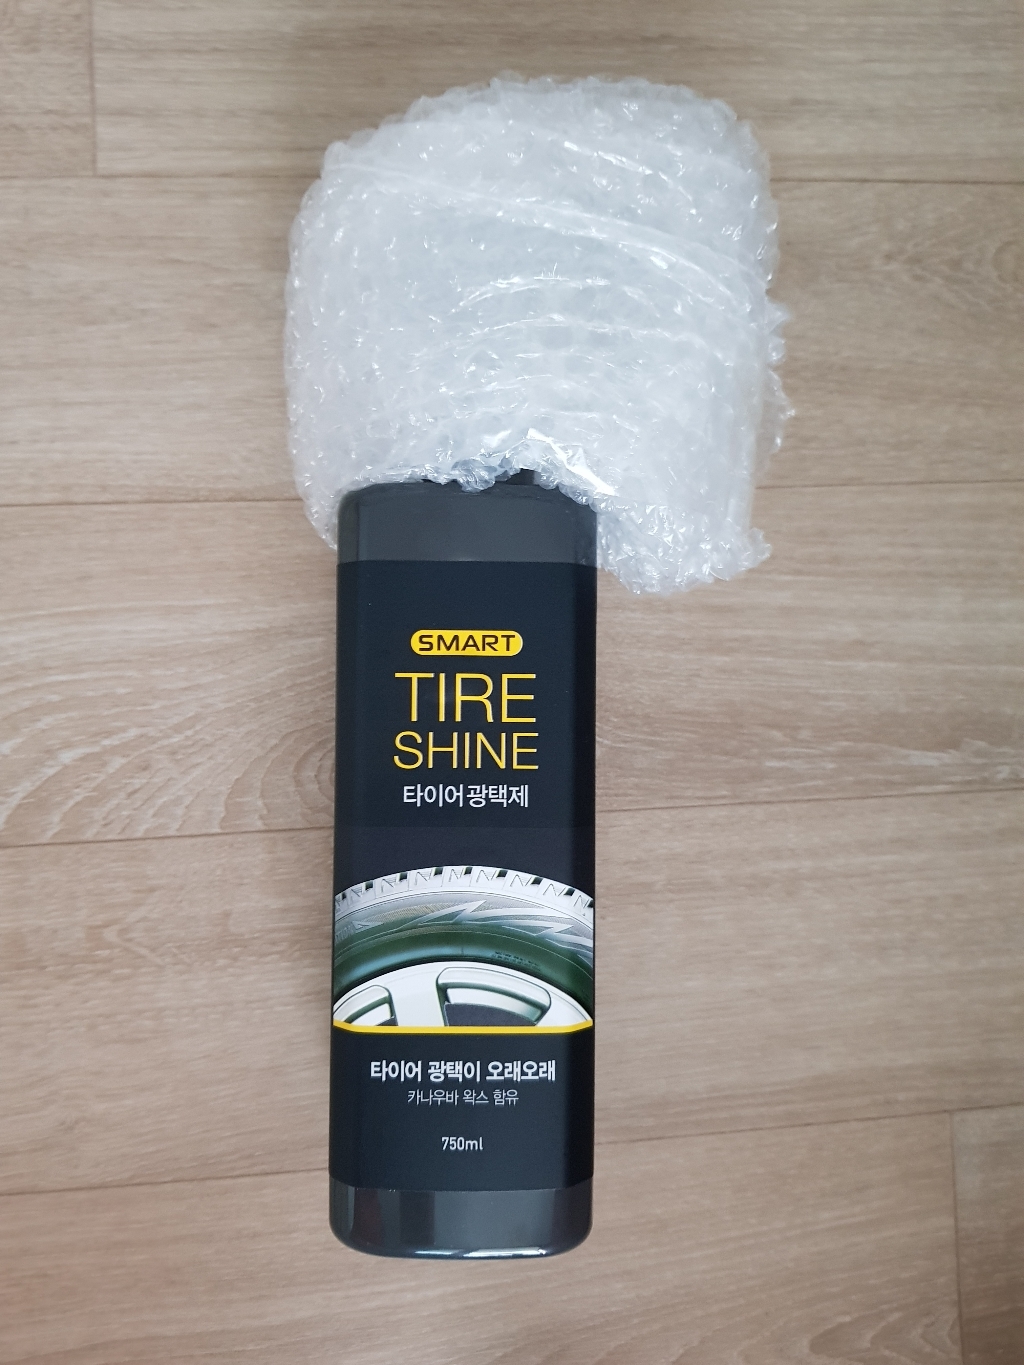 SMART
TIRE
SHINE
타이어광택제
타이어 광택이 오래오래
카나우바 왁스 함유
750ml